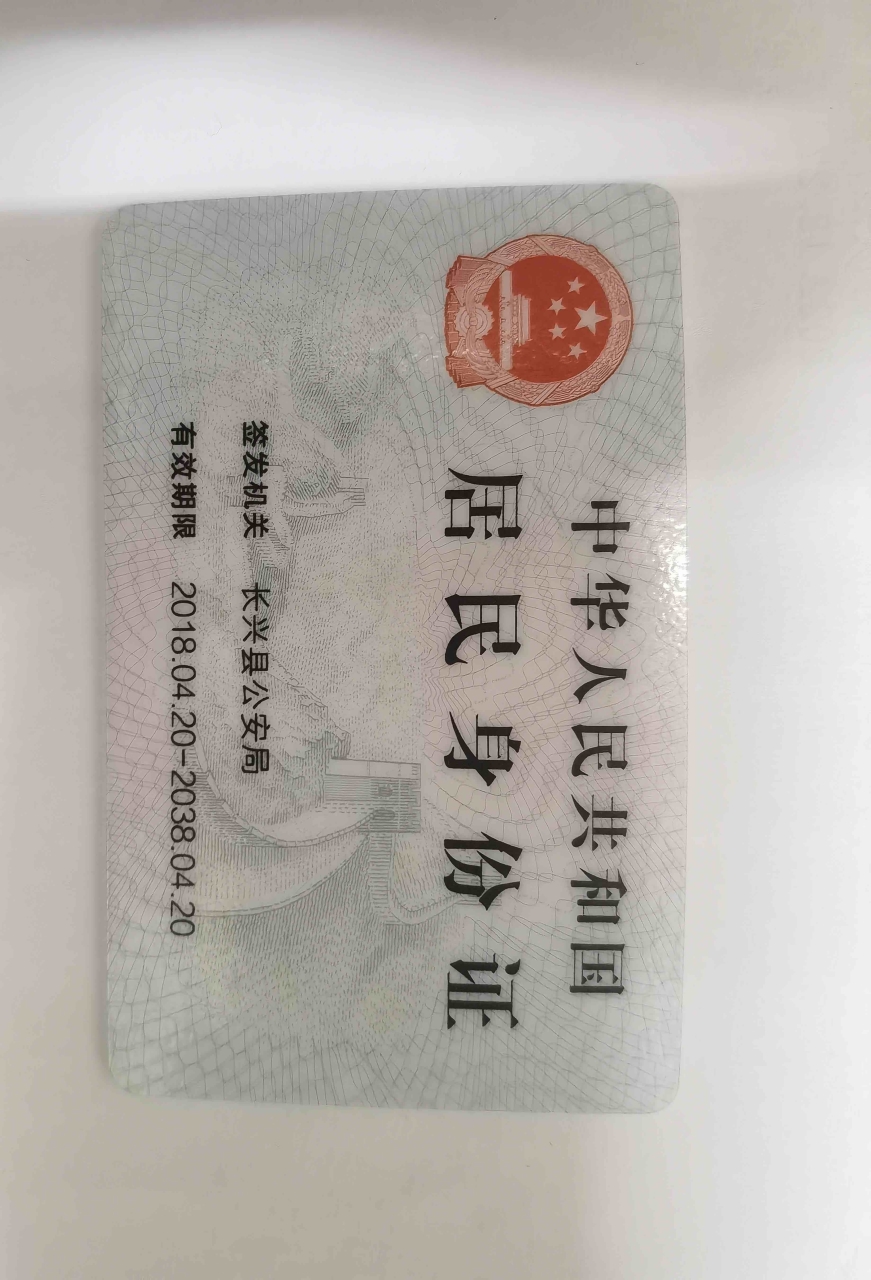 中华人民共和国
居民身份证
签发机关 长兴县公安局
有效期限 2018.04.20-2038.04.20